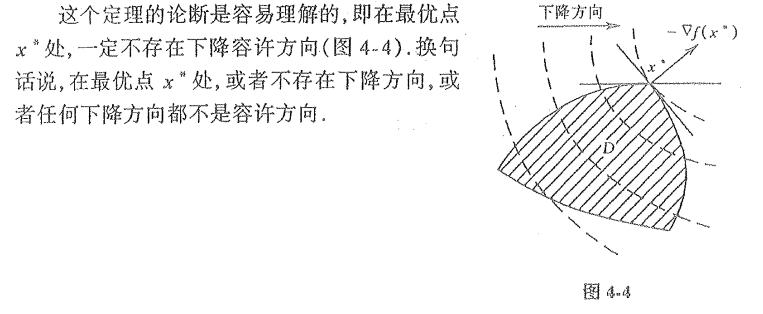 这个定理的论断是容易理解的,即在最优点
x*处,一定不存在下降容许方向(图 4-4).换句
话说,在最优点 x* 处,或者不存在下降方向,或
者任何下降方向都不是容许方向.
下降方向
-∇f(x*)
x*
D
图 4-4